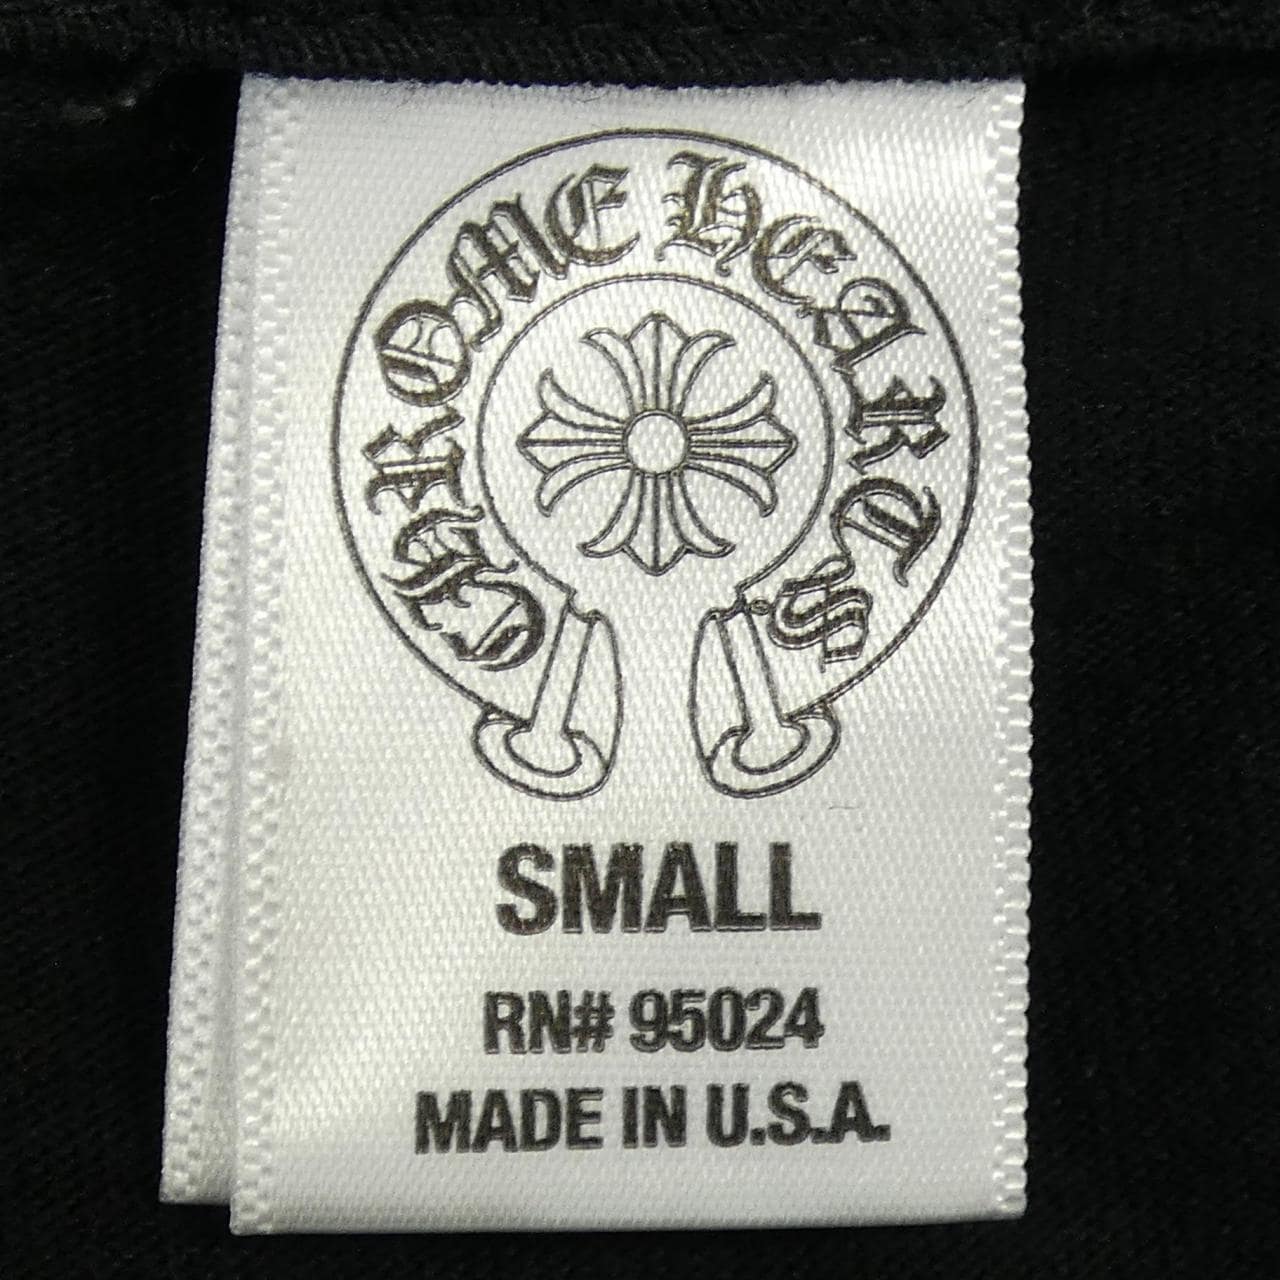 CHROME HEARTS
SMALL
RN# 95024
MADE IN U.S.A.